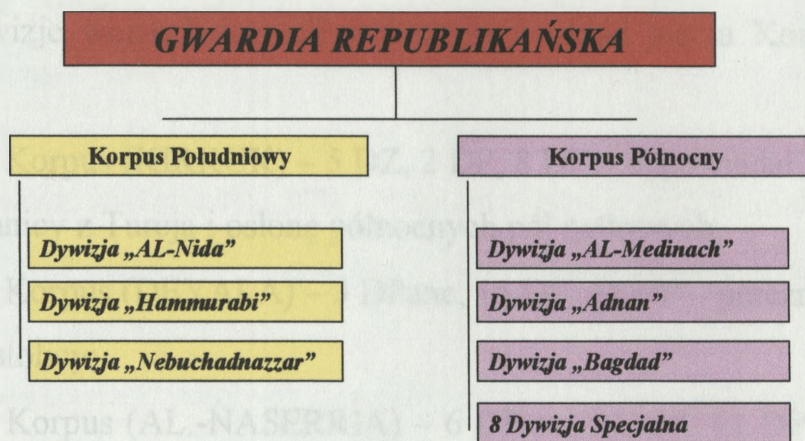 GWARDIA REPUBLIKAŃSKA
Korpus Południowy
Dywizja „AL-Nida”
Dywizja „Hammurabi”
Dywizja „Nebuchadnazzar”
Korpus Północny
Dywizja „AL-Medinach”
Dywizja „Adnan”
Dywizja „Bagdad”
8 Dywizja Specjalna